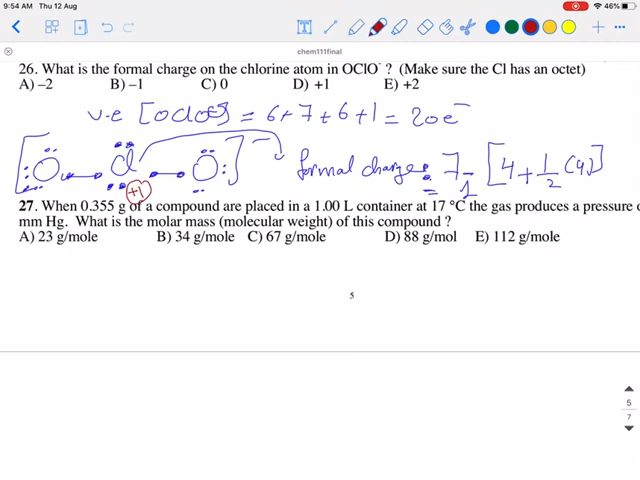 9:54 AM Thu 12 Aug 46%
chem111final
26. What is the formal charge on the chlorine atom in OClO⁻ ? (Make sure the Cl has an octet)
A) –2 B) –1 C) 0 D) +1 E) +2
v.e [OClO] = 6+7+6+1 = 20e⁻
[O Cl O]⁻ formal charge = 7 - [4 + 1/2 (4)]
+1 = 1
27. When 0.355 g of a compound are placed in a 1.00 L container at 17 °C the gas produces a pressure o
mm Hg. What is the molar mass (molecular weight) of this compound ?
A) 23 g/mole B) 34 g/mole C) 67 g/mole D) 88 g/mol E) 112 g/mole
5
5
7